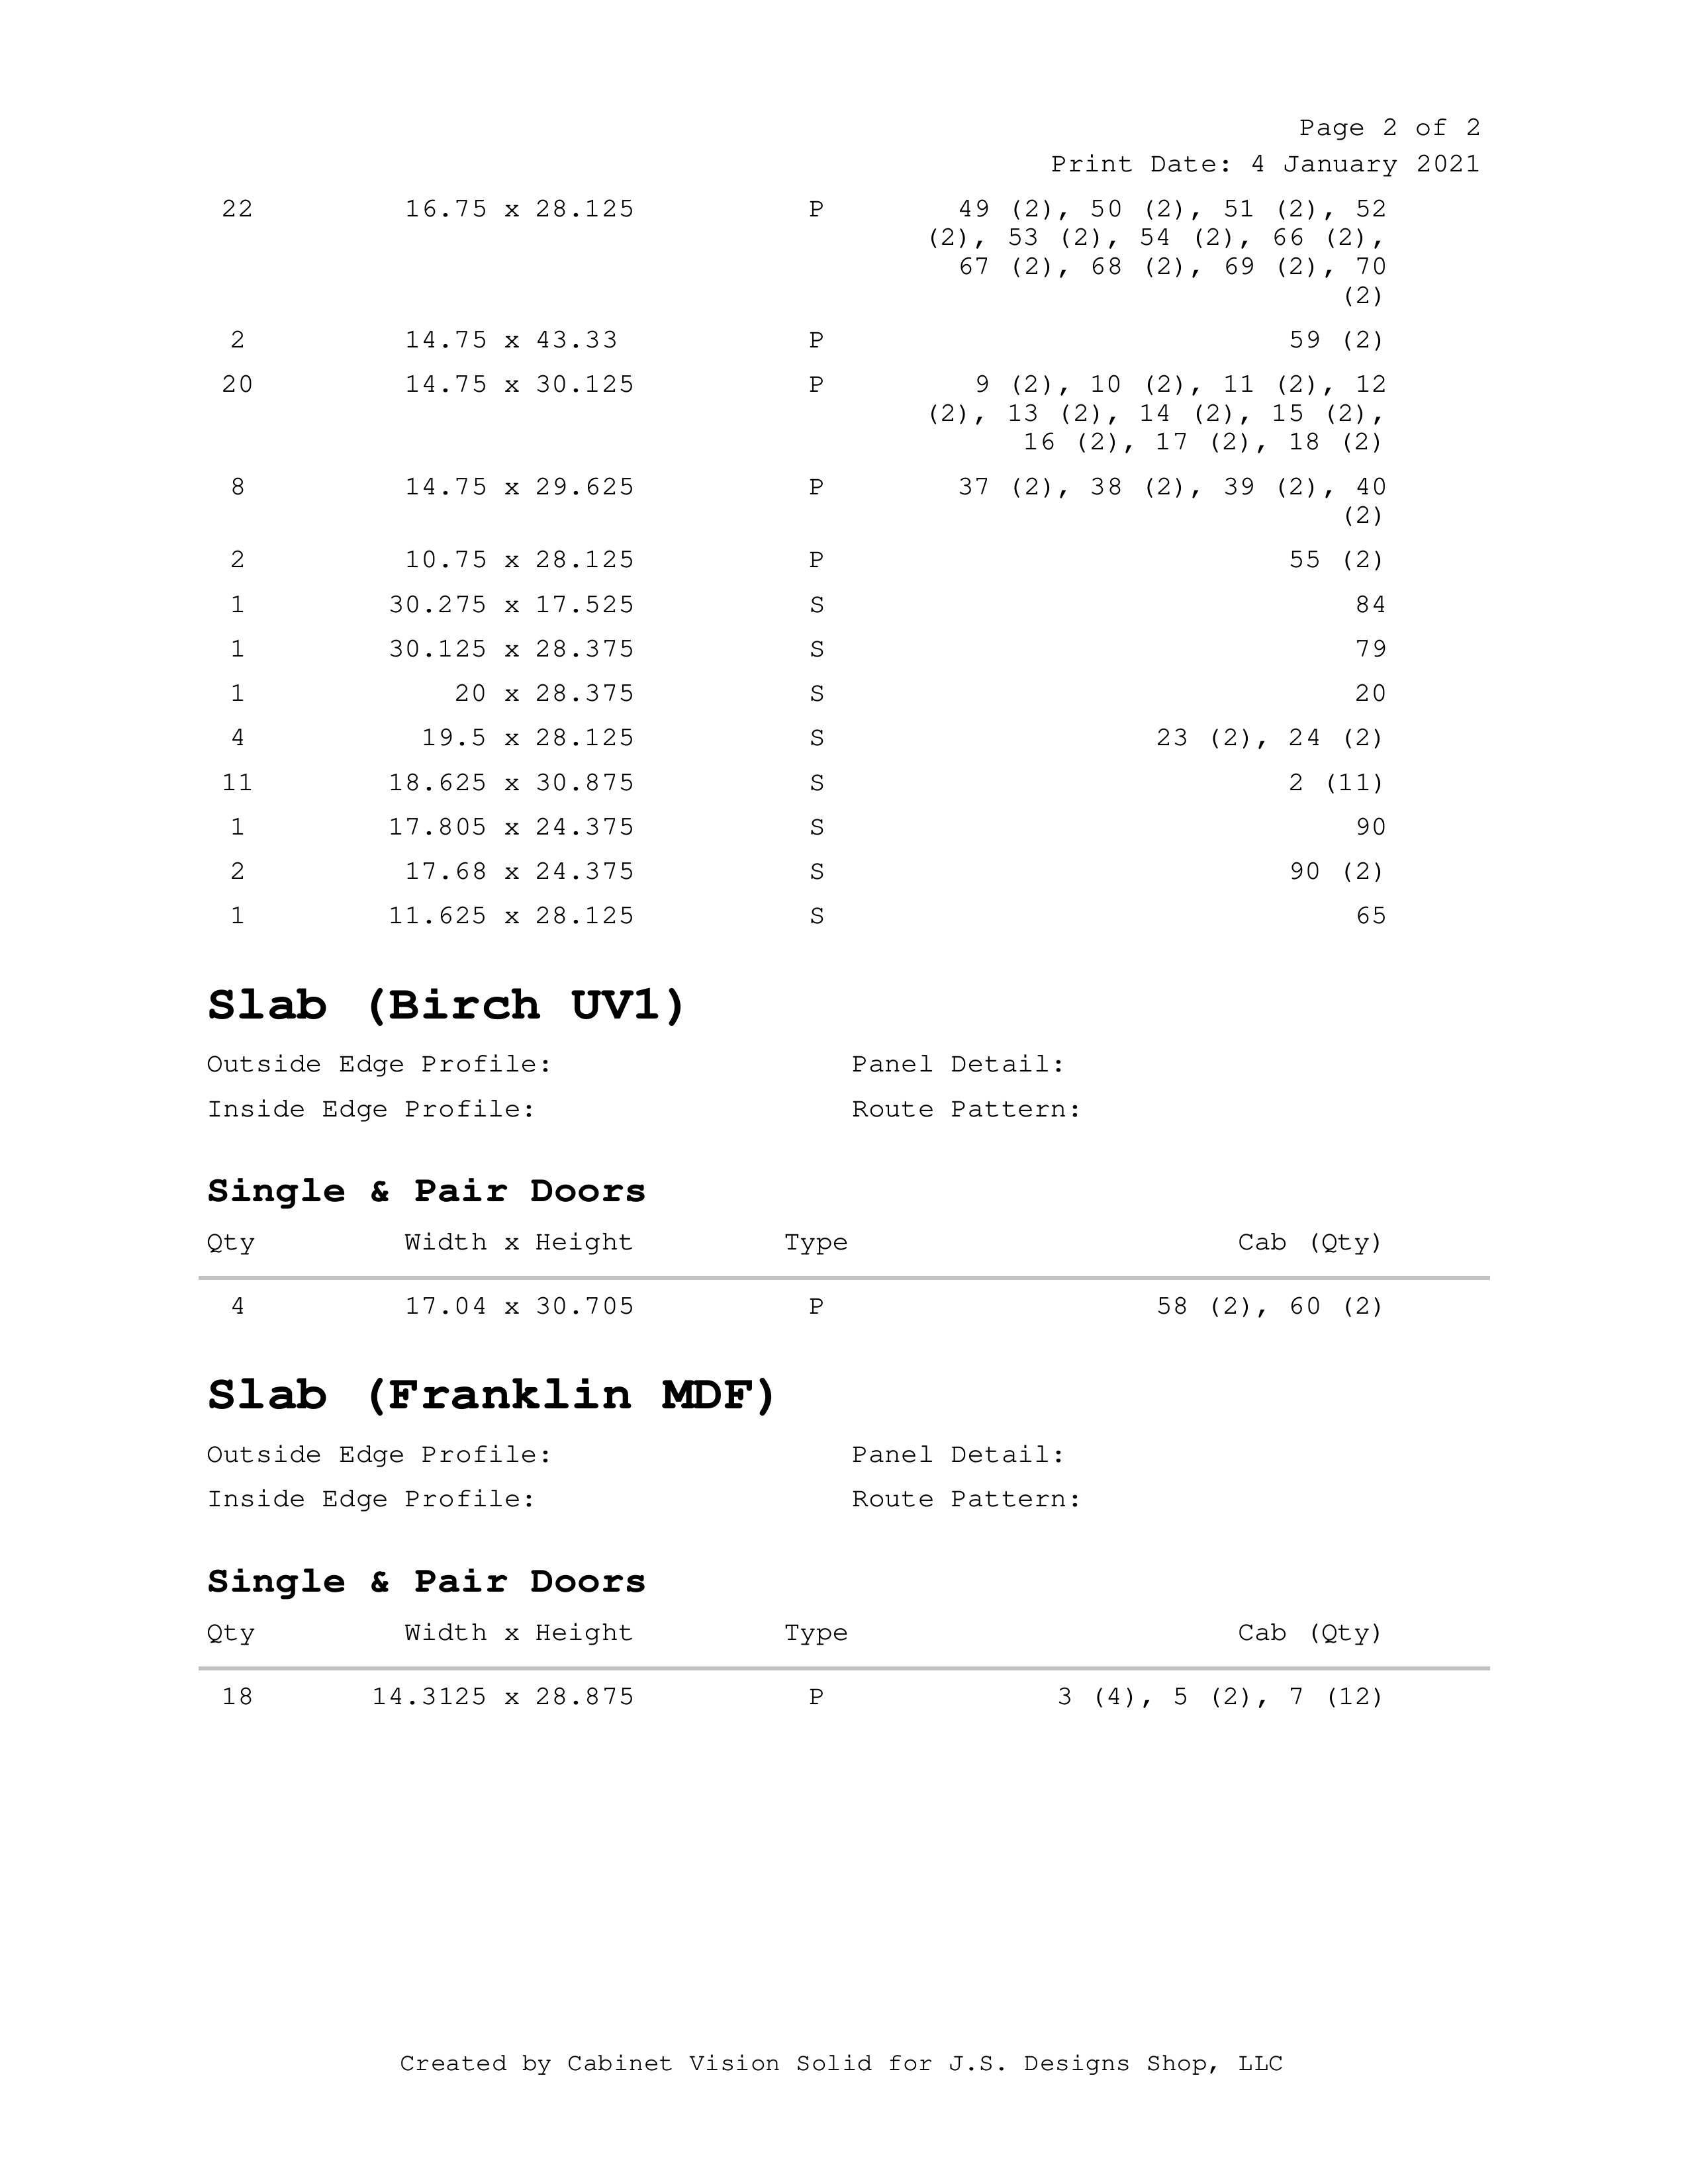 Page 2 of 2
Print Date: 4 January 2021
22 16.75 x 28.125 P 49 (2), 50 (2), 51 (2), 52
(2), 53 (2), 54 (2), 66 (2),
67 (2), 68 (2), 69 (2), 70
(2)
2 14.75 x 43.33 P 59 (2)
20 14.75 x 30.125 P 9 (2), 10 (2), 11 (2), 12
(2), 13 (2), 14 (2), 15 (2),
16 (2), 17 (2), 18 (2)
8 14.75 x 29.625 P 37 (2), 38 (2), 39 (2), 40
(2)
2 10.75 x 28.125 P 55 (2)
1 30.275 x 17.525 S 84
1 30.125 x 28.375 S 79
1 20 x 28.375 S 20
4 19.5 x 28.125 S 23 (2), 24 (2)
11 18.625 x 30.875 S 2 (11)
1 17.805 x 24.375 S 90
2 17.68 x 24.375 S 90 (2)
1 11.625 x 28.125 S 65
Slab (Birch UV1)
Outside Edge Profile: Panel Detail:
Inside Edge Profile: Route Pattern:
Single & Pair Doors
Qty Width x Height Type Cab (Qty)
4 17.04 x 30.705 P 58 (2), 60 (2)
Slab (Franklin MDF)
Outside Edge Profile: Panel Detail:
Inside Edge Profile: Route Pattern:
Single & Pair Doors
Qty Width x Height Type Cab (Qty)
18 14.3125 x 28.875 P 3 (4), 5 (2), 7 (12)
Created by Cabinet Vision Solid for J.S. Designs Shop, LLC